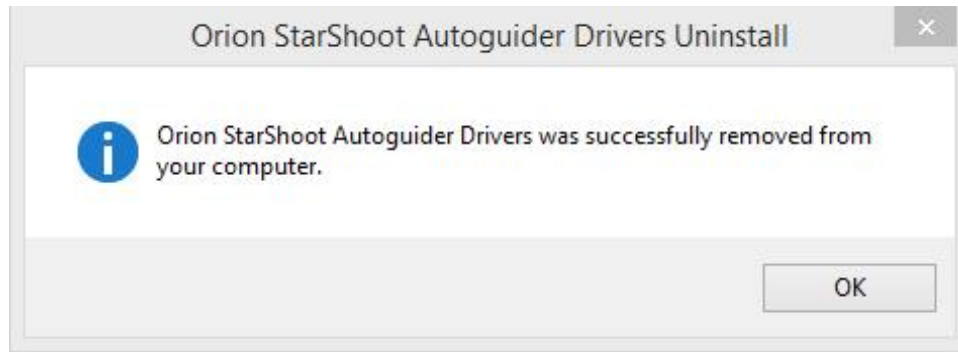 Orion StarShoot Autoguider Drivers Uninstall
Orion StarShoot Autoguider Drivers was successfully removed from
your computer.
OK